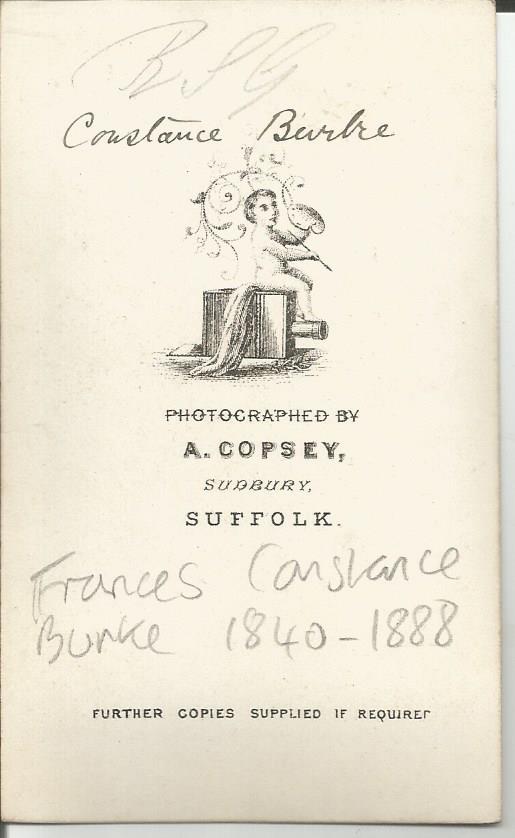 Constance Burke
PHOTOGRAPHED BY
A. COPSEY,
SUDBURY,
SUFFOLK.
Frances Constance
Burke 1840-1888
FURTHER COPIES SUPPLIED IF REQUIRED